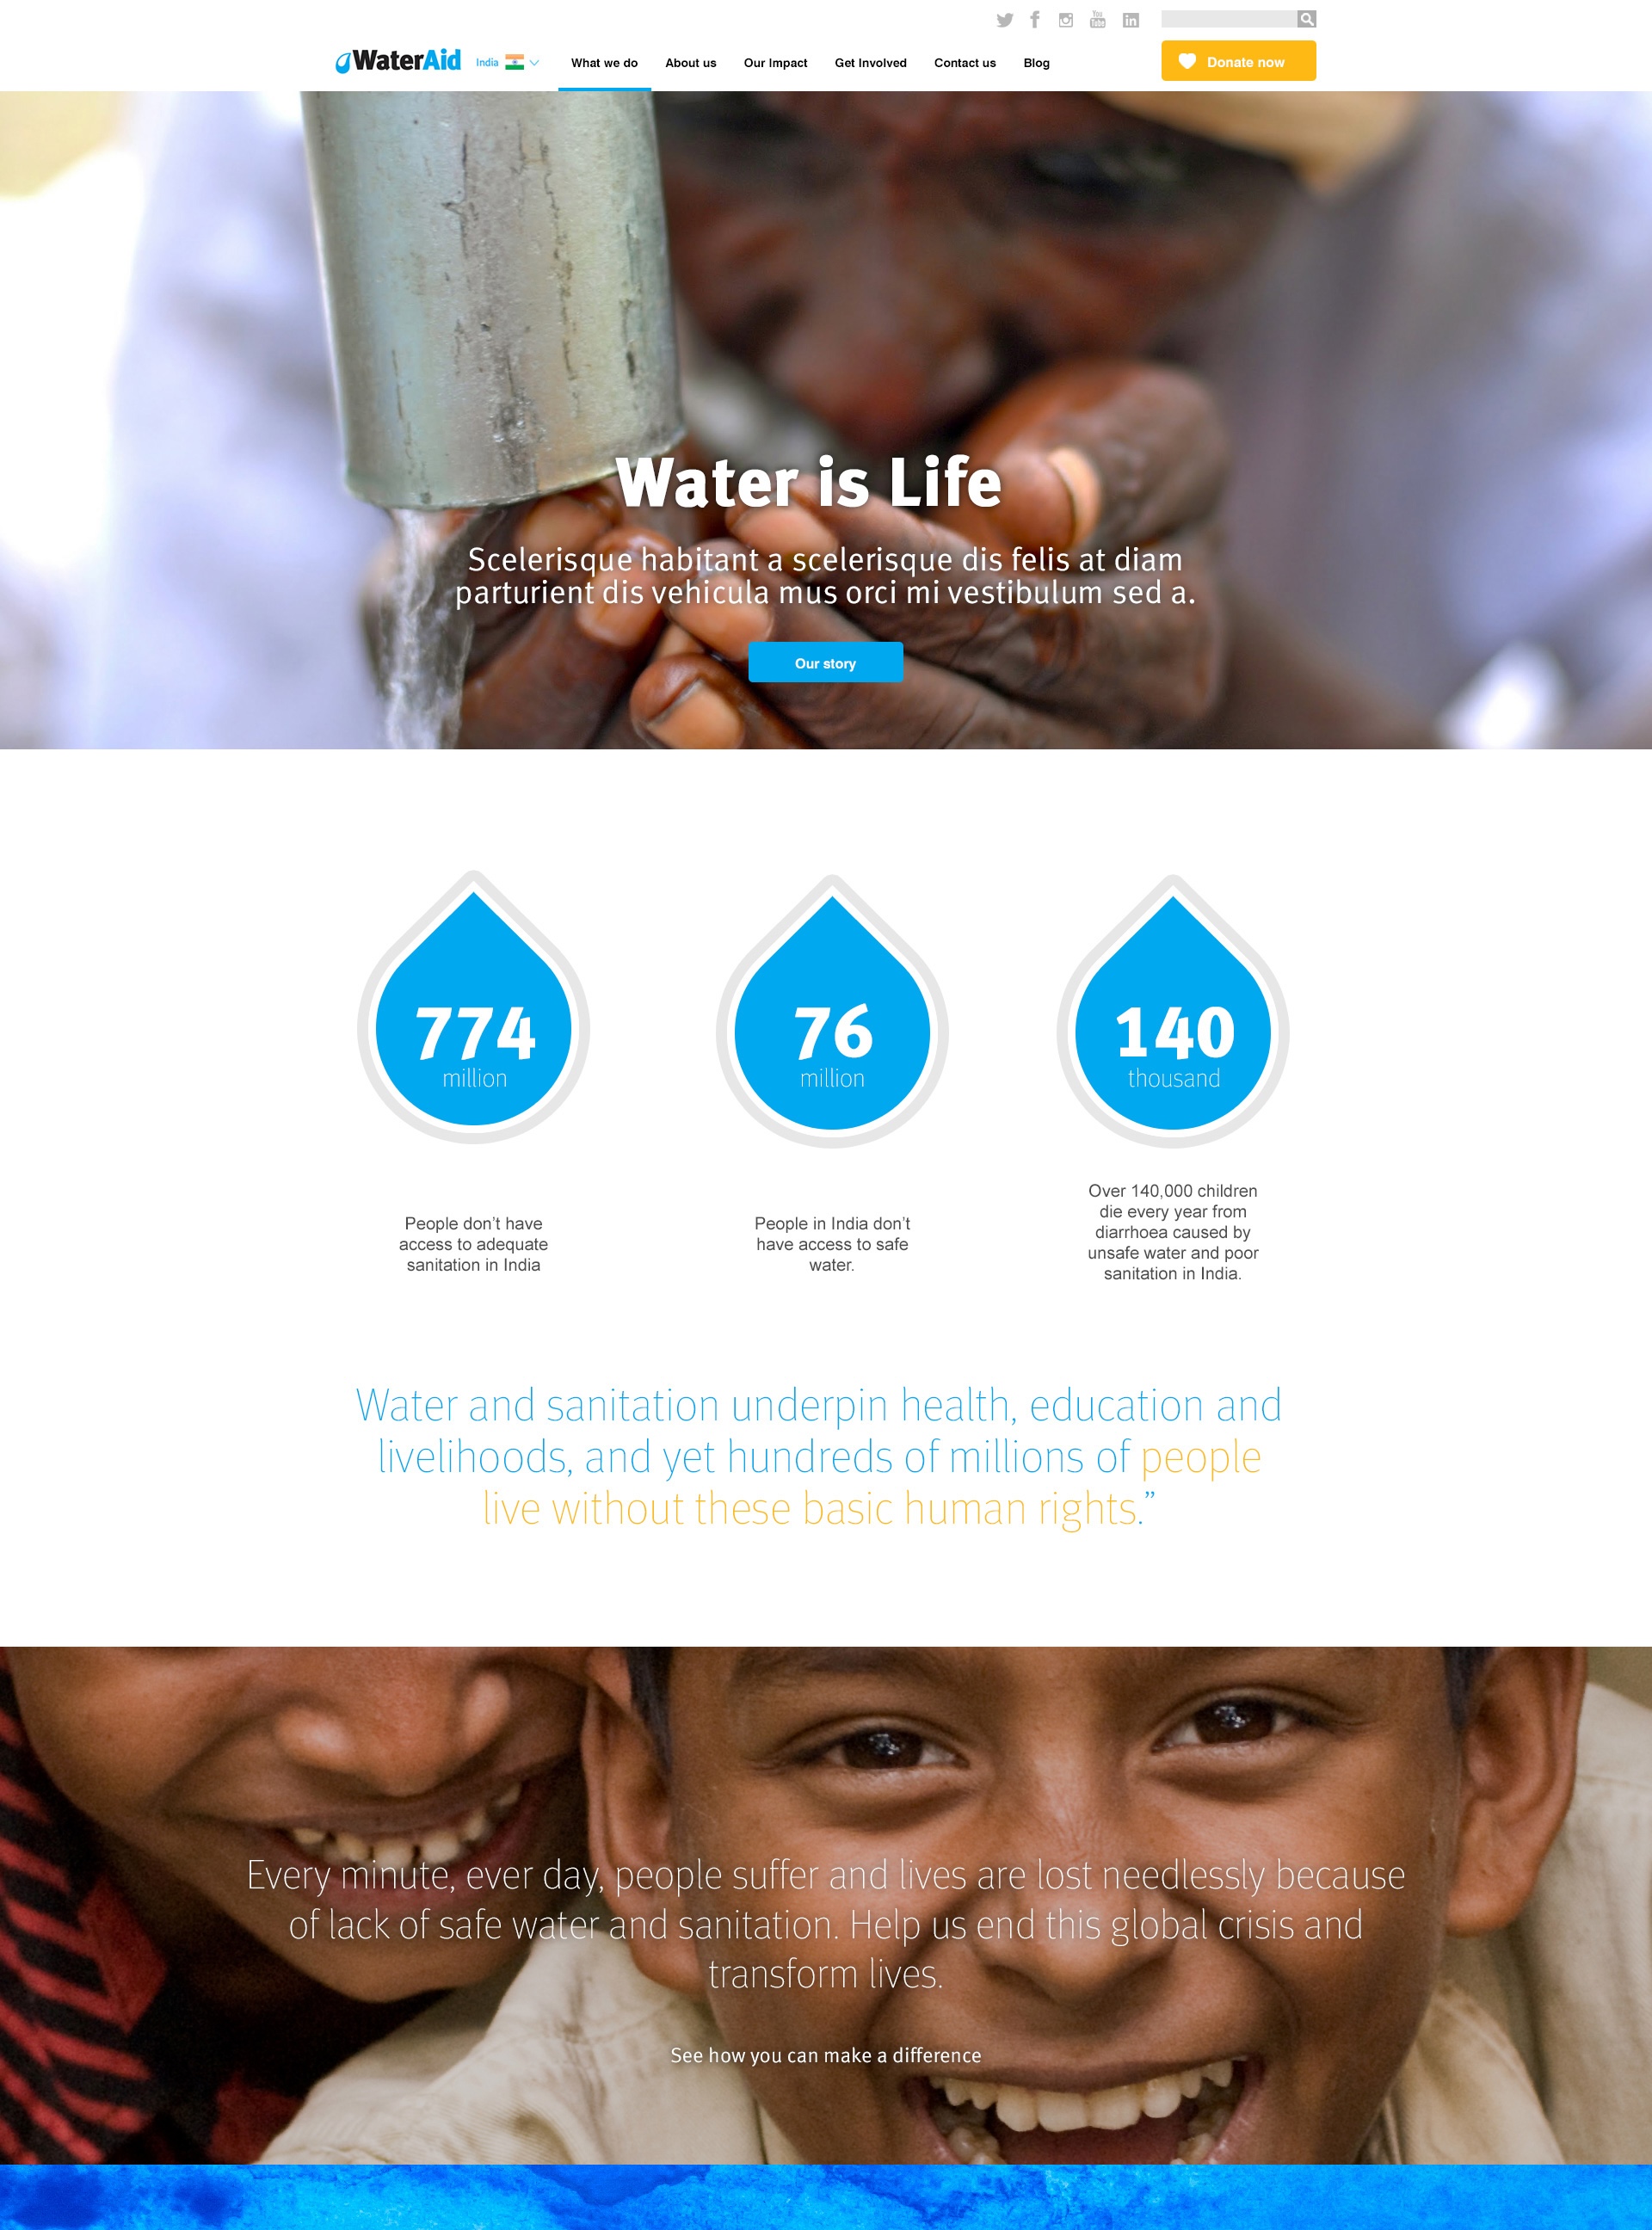 WaterAid
India
What we do
About us
Our Impact
Get Involved
Contact us
Blog
You
Tube
in
Donate now
Water is Life
Scelerisque habitant a scelerisque dis felis at diam
parturient dis vehicula mus orci mi vestibulum sed a.
Our story
774
million
People don’t have
access to adequate
sanitation in India
76
million
People in India don’t
have access to safe
water.
140
thousand
Over 140,000 children
die every year from
diarrhoea caused by
unsafe water and poor
sanitation in India.
Water and sanitation underpin health, education and
livelihoods, and yet hundreds of millions of people
live without these basic human rights.”
Every minute, ever day, people suffer and lives are lost needlessly because
of lack of safe water and sanitation. Help us end this global crisis and
transform lives.
See how you can make a difference